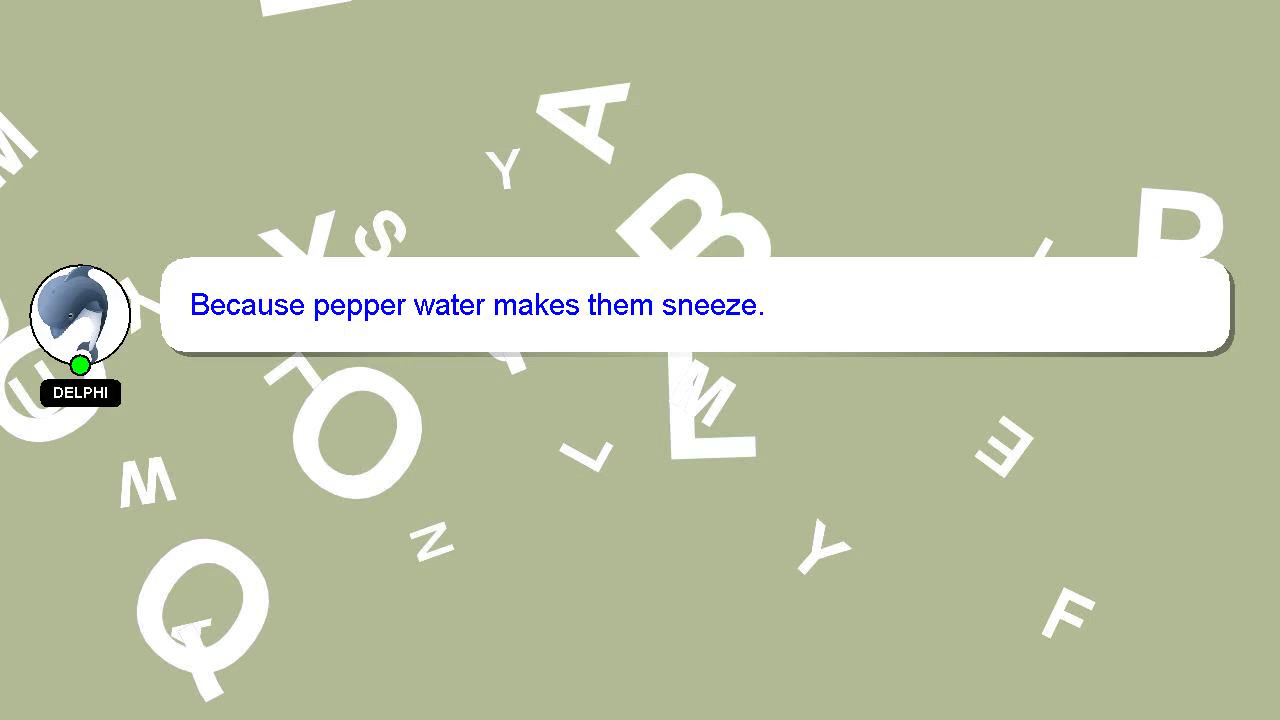 Because pepper water makes them sneeze.
DELPHI
M
A
Y
B
S
Y
R
U
L
O
M
L
L
E
W
N
Y
Q
T
F